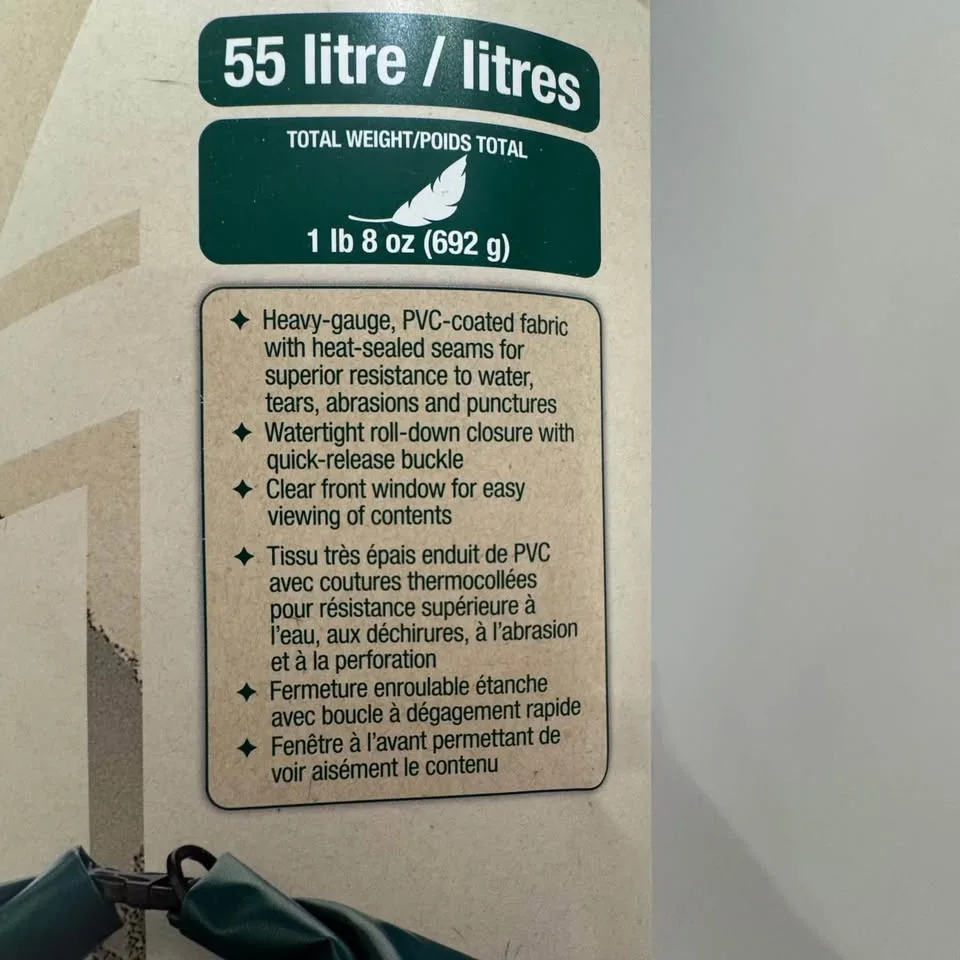 55 litre / litres
TOTAL WEIGHT/POIDS TOTAL
1 lb 8 oz (692 g)
✦ Heavy-gauge, PVC-coated fabric
with heat-sealed seams for
superior resistance to water,
tears, abrasions and punctures
✦ Watertight roll-down closure with
quick-release buckle
✦ Clear front window for easy
viewing of contents
✦ Tissu très épais enduit de PVC
avec coutures thermocollées
pour résistance supérieure à
l'eau, aux déchirures, à l'abrasion
et à la perforation
✦ Fermeture enroulable étanche
avec boucle à dégagement rapide
✦ Fenêtre à l'avant permettant de
voir aisément le contenu